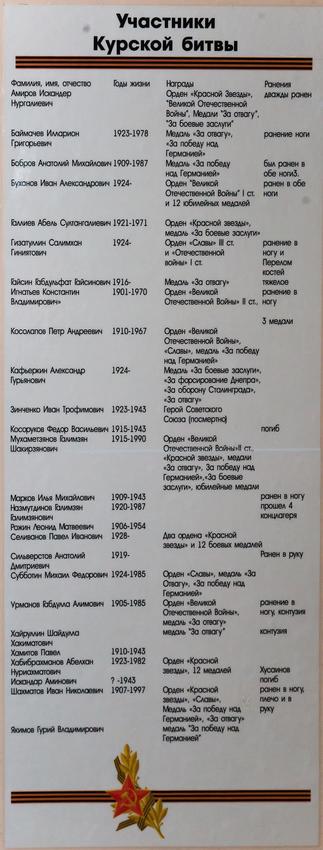 Участники
Курской битвы
Фамилия, имя, отчество Годы жизни Награды Ранения
Амиров Искандер Орден «Красной Звезды», дважды ранен
Нургалиевич "Великой Отечественной
Войны", Медали "За отвагу",
"За боевые заслуги"
Баймачев Илларион 1923-1978 Медаль «За отвагу», ранение ноги
Григорьевич «За победу над
Германией»
Бобров Анатолий Михайлович 1909-1987 Медаль «За победу был ранен в
над Германией» обе ноги3.
Буханов Иван Александрович 1924- Орден "Великой ранен в обе
Отечественной Войны" I ст. ноги
и 12 юбилейных медалей
Галиев Абель Султангалиевич 1921-1971 Орден «Красной звезды»,
медаль «За боевые заслуги»
Гизатулин Салимхан 1924- Орден «Славы» III ст. ранение в
Гиниятович и «Отечественной ногу и
войны» I ст. Перелом
костей
Гайсин Габдульфат Гайсинович 1916- Медаль «За отвагу» тяжелое
Игнатьев Константин 1901-1970 Орден «Великой ранение в
Владимирович» Отечественной Войны» II ст., ногу
3 медали
Косолапов Петр Андреевич 1910-1967 Орден «Великой
Отечественной Войны»,
«Славы», медаль «За победу
над Германией»
Кафыркин Александр 1924- Медаль «За боевые заслуги»,
Гурьянович «За форсирование Днепра»,
«За оборону Сталинграда»,
«За отвагу»
Зинченко Иван Трофимович 1923-1943 Герой Советского
Союза (посмертно)
Косоруков Федор Васильевич 1915-1943 погиб
Мухаметзянов Галимзян 1915-1990 Орден «Великой
Шакирзянович Отечественной Войны»II ст.,
«Красной звезды», медали
«За отвагу», За победу над
Германией»,«За боевые
заслуги», юбилейные медали
Марков Илья Михайлович 1909-1943 ранен в ногу
Назмутдинов Галимзян 1920-1987 прошел 4
Галимзянович концлагеря
Ражин Леонид Матвеевич 1906-1954
Селиванов Павел Иванович 1928- Два ордена «Красной
звезды» и 12 боевых медалей
Сильверстов Анатолий 1919- Ранен в руку
Дмитриевич
Субботин Михаил Федорович 1924-1985 Орден «Славы», медаль «За
Отвагу», «За победу над
Германией»
Урманов Габдула Алимович 1905-1985 Орден «Великой ранение в
Отечественной Войны», ногу, контузия
медаль «За отвагу»
Хайрулин Шайдула медаль "За отвагу" контузия
Хакиматович
Хамитов Павел 1910-1943
Хабибрахманов Абелхан 1923-1982 Орден «Красной
Нуриахматович звезды», 12 медалей Хусаинов
Искандар Аминович ? -1943 погиб
Шахматов Иван Николаевич 1907-1997 Орден «Красной ранен в ногу,
звезды», «Славы», плечо и в
Медаль «За победу над руку
Германией», «За отвагу»
Якимов Гурий Владимирович медаль "За победу над
Германией"